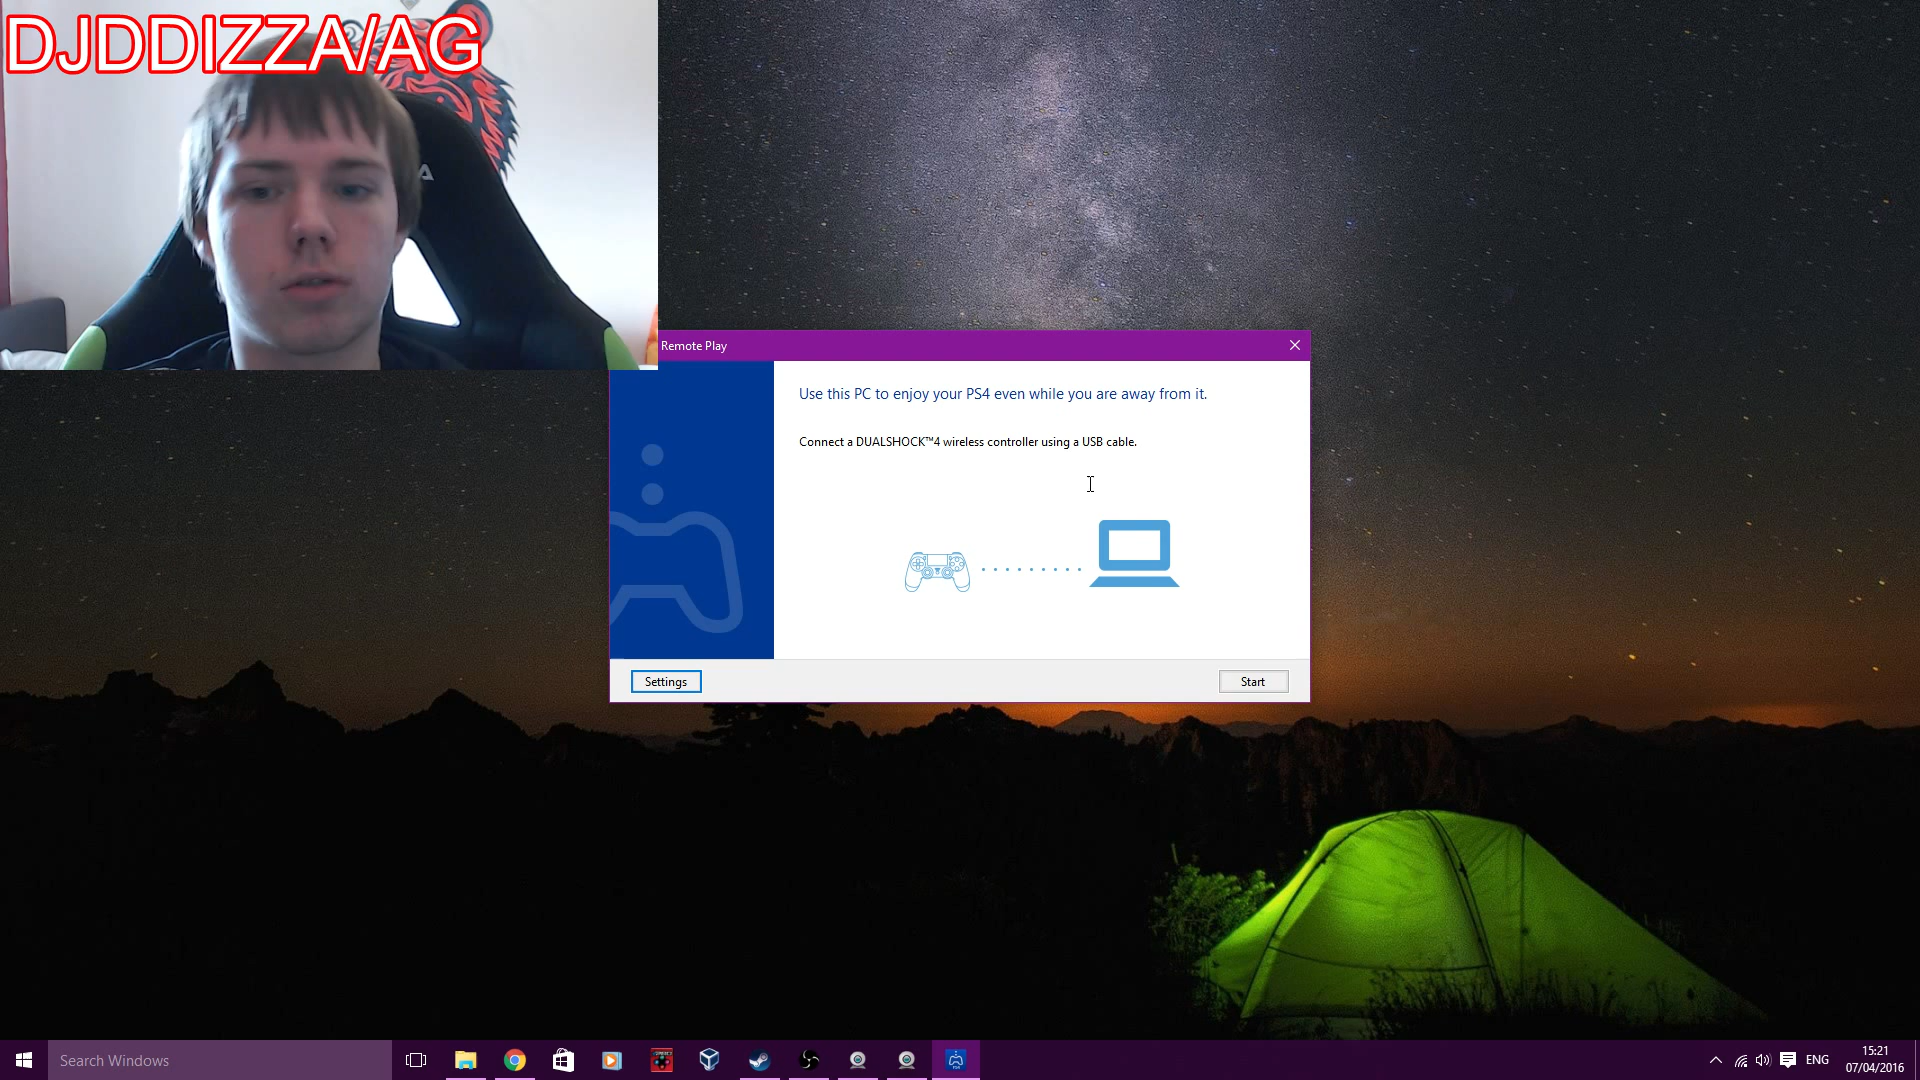 DJDDIZZA/AG
Remote Play
Use this PC to enjoy your PS4 even while you are away from it.
Connect a DUALSHOCK™4 wireless controller using a USB cable.
Settings
Start
Search Windows
ENG
15:21
07/04/2016